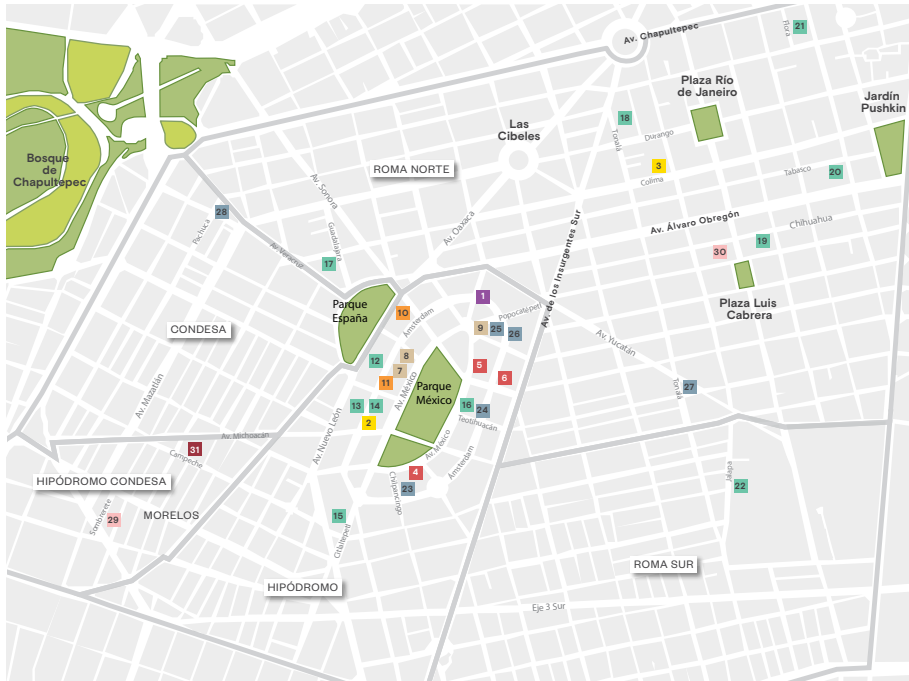 Flora
21
Av. Chapultepec
Plaza Río
de Janeiro
Jardín
Pushkin
18
Las
Cibeles
Tonalá
Durango
Bosque
de
Chapultepec
ROMA NORTE
3
Colima
Tabasco
20
Av. Sonora
28
Pachuca
Guadalajara
Av. Oaxaca
Av. Álvaro Obregón
Chihuahua
19
30
Av. Veracruz
17
Av. de los Insurgentes Sur
Plaza Luis
Cabrera
1
Parque
España
10
Ámsterdam
Popocatépetl
9
25
26
CONDESA
Av. Yucatán
12
8
7
11
5
6
Parque
México
Av. México
27
Tonalá
Av. Mazatlán
13
14
2
16
24
Teotihuacán
Av. Nuevo León
Av. Michoacán
31
Campeche
Av. México
Ámsterdam
4
23
Chilpancingo
HIPÓDROMO CONDESA
22
Jalapa
MORELOS
29
Sombrerete
15
Citlaltépetl
ROMA SUR
HIPÓDROMO
Eje 3 Sur